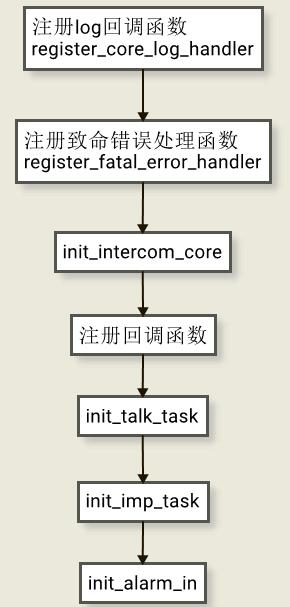 注册log回调函数
register_core_log_handler
注册致命错误处理函数
register_fatal_error_handler
init_intercom_core
注册回调函数
init_talk_task
init_imp_task
init_alarm_in